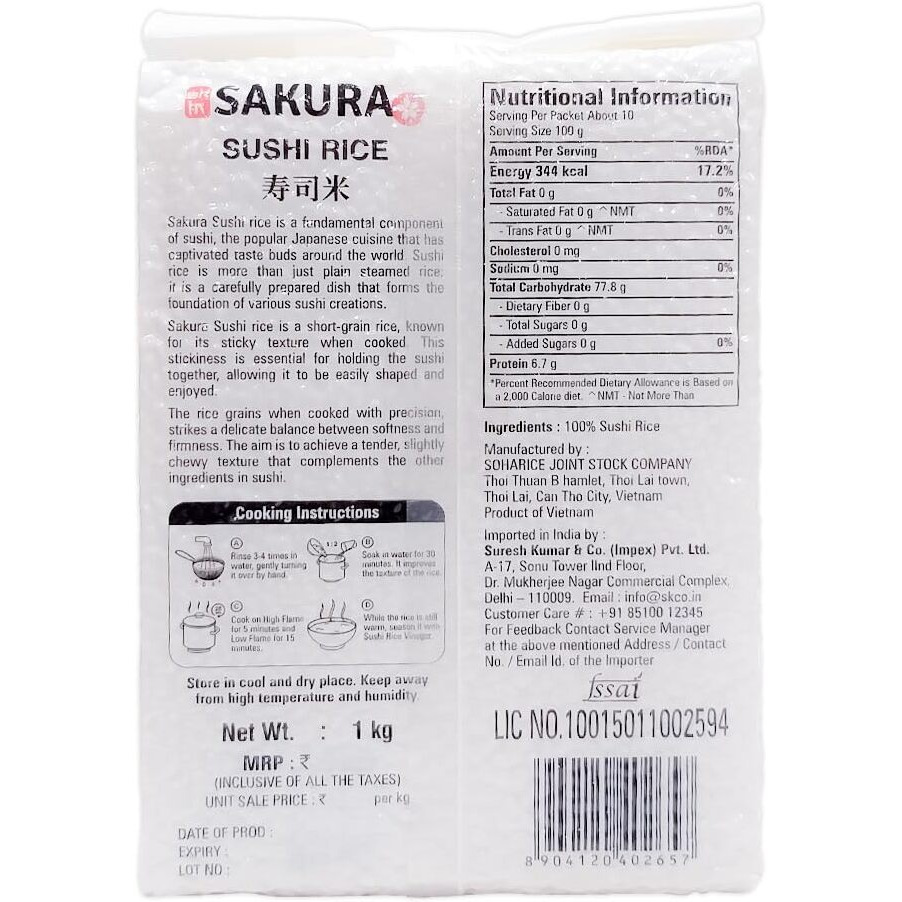 SAKURA
SUSHI RICE
寿司米
Sakura Sushi rice is a fundamental component
of sushi, the popular Japanese cuisine that has
captivated taste buds around the world. Sushi
rice is more than just plain steamed rice;
it is a carefully prepared dish that forms the
foundation of various sushi creations.
Sakura Sushi rice is a short-grain rice, known
for its sticky texture when cooked. This
stickiness is essential for holding the sushi
together, allowing it to be easily shaped and
enjoyed.
The rice grains when cooked with precision,
strikes a delicate balance between softness and
firmness. The aim is to achieve a tender, slightly
chewy texture that complements the other
ingredients in sushi.
Cooking Instructions
A
Rinse 3-4 times in
water, gently turning
it over by hand.
1:2
B
Soak in water for 30
minutes. It improves
the texture of the rice.
C
Cook on High Flame
for 5 minutes and
Low Flame for 15
minutes.
D
While the rice is still
warm, season it with
Sushi Rice Vinegar.
Store in cool and dry place. Keep away
from high temperature and humidity.
Net Wt. : 1 kg
MRP : ₹
(INCLUSIVE OF ALL THE TAXES)
UNIT SALE PRICE : ₹ per kg
DATE OF PROD :
EXPIRY :
LOT NO :
Nutritional Information
Serving Per Packet About 10
Serving Size 100 g
Amount Per Serving %RDA*
Energy 344 kcal 17.2%
Total Fat 0 g 0%
- Saturated Fat 0 g ^NMT 0%
- Trans Fat 0 g ^ NMT 0%
Cholesterol 0 mg
Sodium 0 mg 0%
Total Carbohydrate 77.8 g
- Dietary Fiber 0 g
- Total Sugars 0 g
- Added Sugars 0 g 0%
Protein 6.7 g
*Percent Recommended Dietary Allowance is Based on
a 2,000 Calorie diet. ^NMT - Not More Than
Ingredients : 100% Sushi Rice
Manufactured by :
SOHARICE JOINT STOCK COMPANY
Thoi Thuan B hamlet, Thoi Lai town,
Thoi Lai, Can Tho City, Vietnam
Product of Vietnam
Imported in India by :
Suresh Kumar & Co. (Impex) Pvt. Ltd.
A-17, Sonu Tower IInd Floor,
Dr. Mukherjee Nagar Commercial Complex,
Delhi – 110009. Email : info@skco.in
Customer Care # : +91 85100 12345
For Feedback Contact Service Manager
at the above mentioned Address / Contact
No. / Email Id. of the Importer
fssai
LIC NO.10015011002594
8 904120 402657